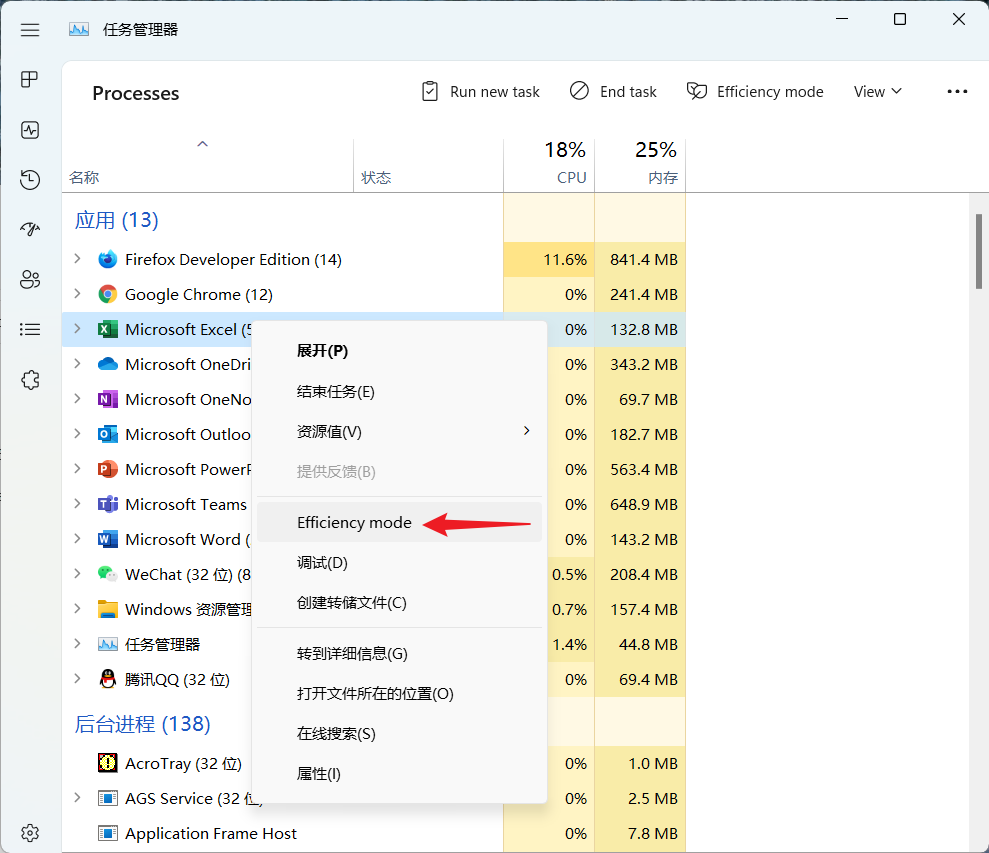 任务管理器
Processes
Run new task
End task
Efficiency mode
View
18%
25%
名称
状态
CPU
内存
应用 (13)
Firefox Developer Edition (14)
11.6%
841.4 MB
Google Chrome (12)
0%
241.4 MB
Microsoft Excel (5
0%
132.8 MB
Microsoft OneDri
0%
343.2 MB
Microsoft OneNo
0%
69.7 MB
Microsoft Outloo
0%
182.7 MB
Microsoft PowerP
0%
563.4 MB
Microsoft Teams
0%
648.9 MB
Microsoft Word (
0%
143.2 MB
WeChat (32 位) (8
0.5%
208.4 MB
Windows 资源管理
0.7%
157.4 MB
任务管理器
1.4%
44.8 MB
腾讯QQ (32 位)
0%
69.4 MB
展开(P)
结束任务(E)
资源值(V)
提供反馈(B)
Efficiency mode
调试(D)
创建转储文件(C)
转到详细信息(G)
打开文件所在的位置(O)
在线搜索(S)
属性(I)
后台进程 (138)
AcroTray (32 位)
0%
1.0 MB
AGS Service (32 位)
0%
2.5 MB
Application Frame Host
0%
7.8 MB